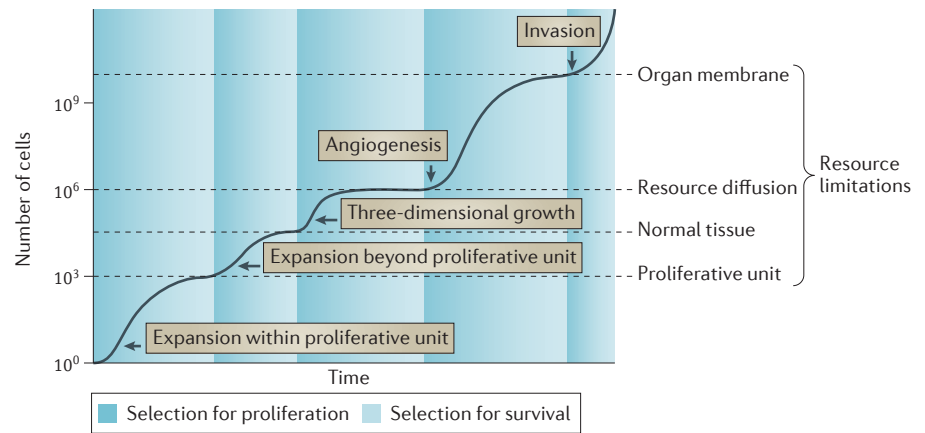 Invasion
Organ membrane
10⁹
Angiogenesis
Number of cells
Resource limitations
10⁶
Resource diffusion
Three-dimensional growth
Normal tissue
Expansion beyond proliferative unit
10³
Proliferative unit
Expansion within proliferative unit
10⁰
Time
Selection for proliferation
Selection for survival